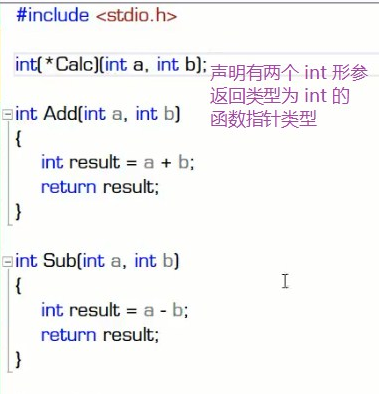 #include <stdio.h>
int(*Calc)(int a, int b);
声明有两个 int 形参
返回类型为 int 的
函数指针类型
int Add(int a, int b)
{
int result = a + b;
return result;
}
int Sub(int a, int b)
{
int result = a - b;
return result;
}